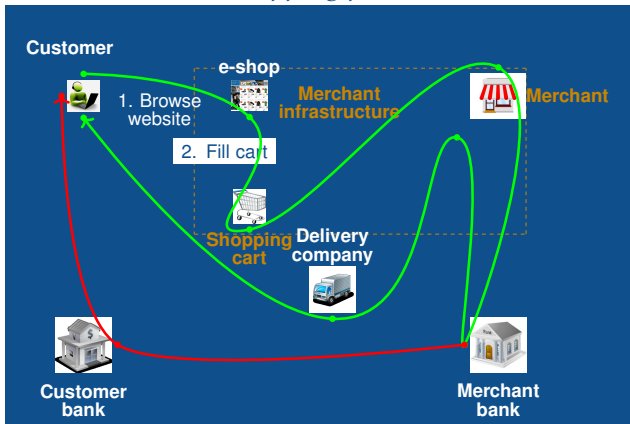 Customer
e-shop
1. Browse
website
Merchant
infrastructure
Merchant
2. Fill cart
Shopping
cart
Delivery
company
Customer
bank
Merchant
bank